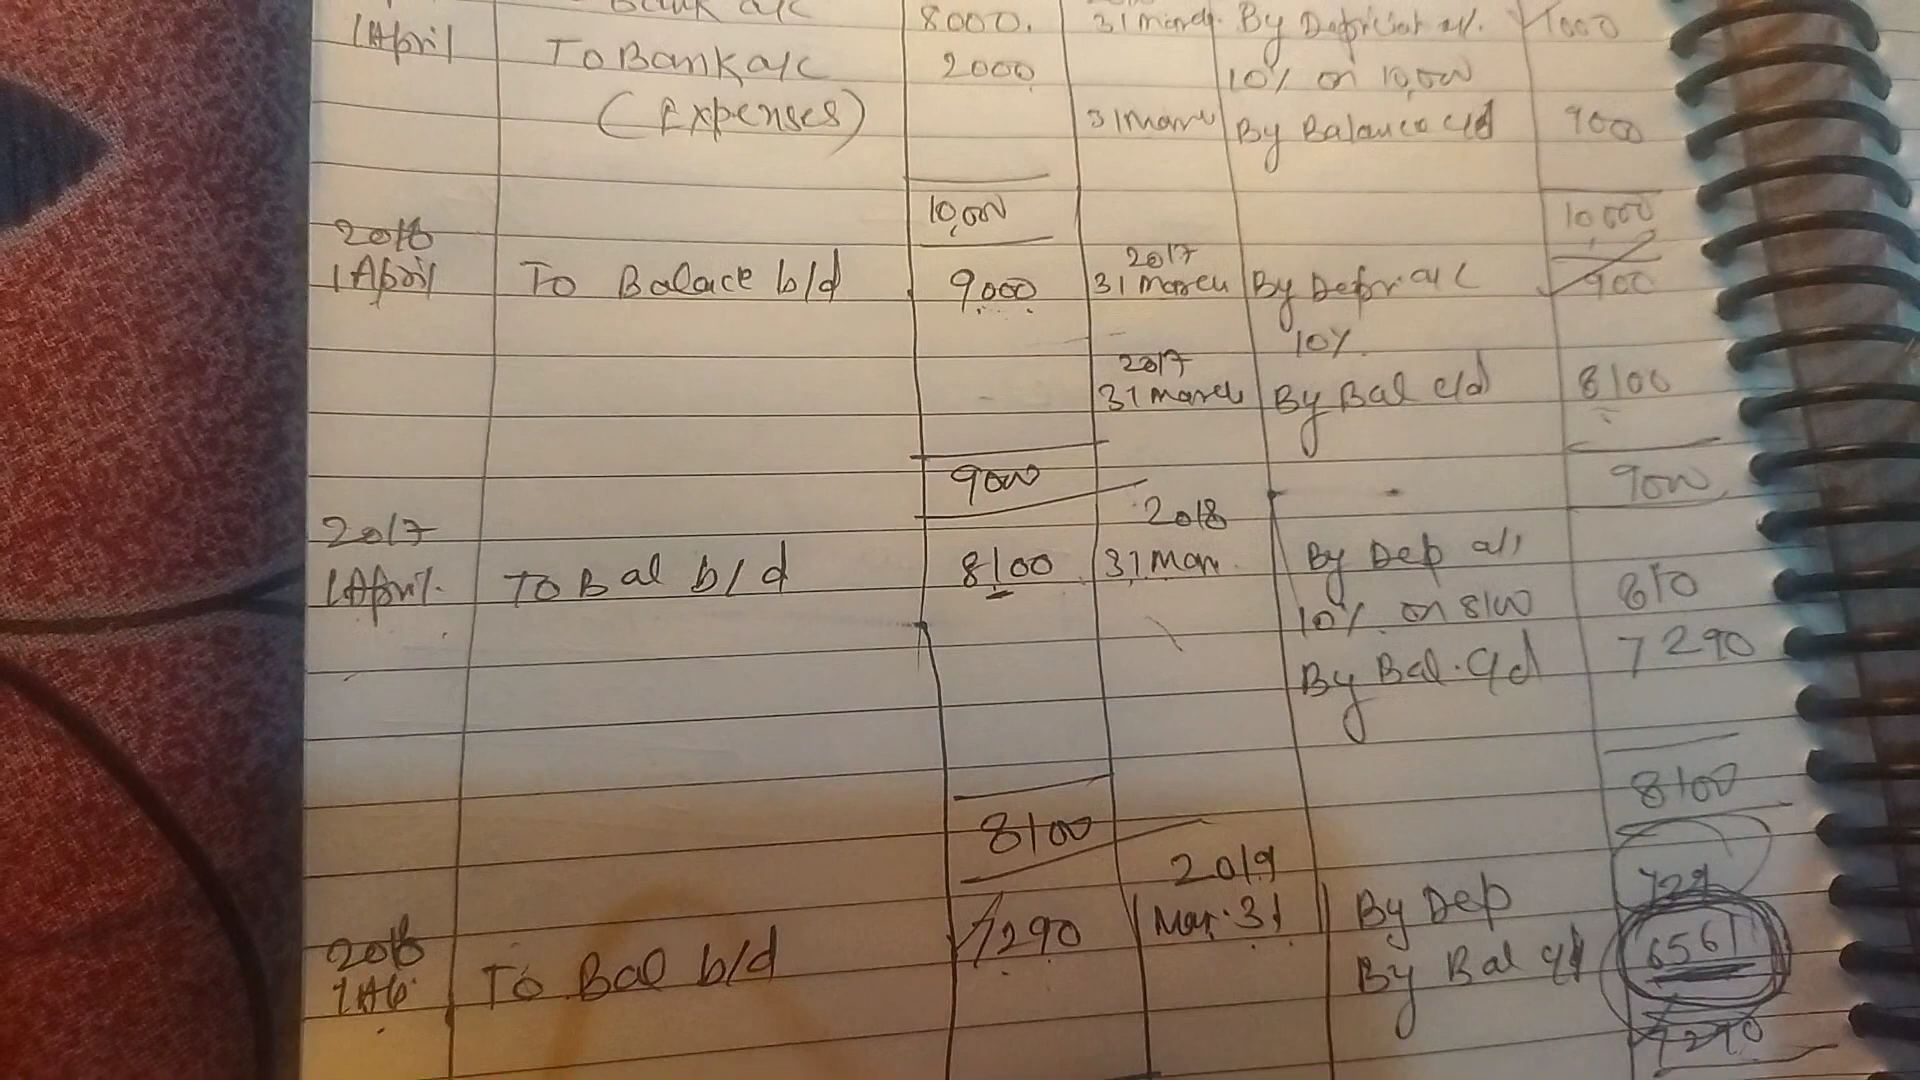 8000. 31 March By Depriciat a/c. 1000
1 April To Bank a/c 2000 10% on 10,000
(Expenses) 31 March By Balance c/d 9000
10,000 10,000
2016
1 April To Balace b/d 9000 2017 31 March By Depri a/c 900
10%
2017
31 March By Bal c/d 8100
9000 9000
2017 2018
1 April. To Bal b/d 8100 31 Mar. By Dep a/c
10% on 8100 810
By Bal. c/d 7290
8100 8100
2019
7290 Mar. 31 By Dep 729
To Bal b/d By Bal c/d 6561
7290